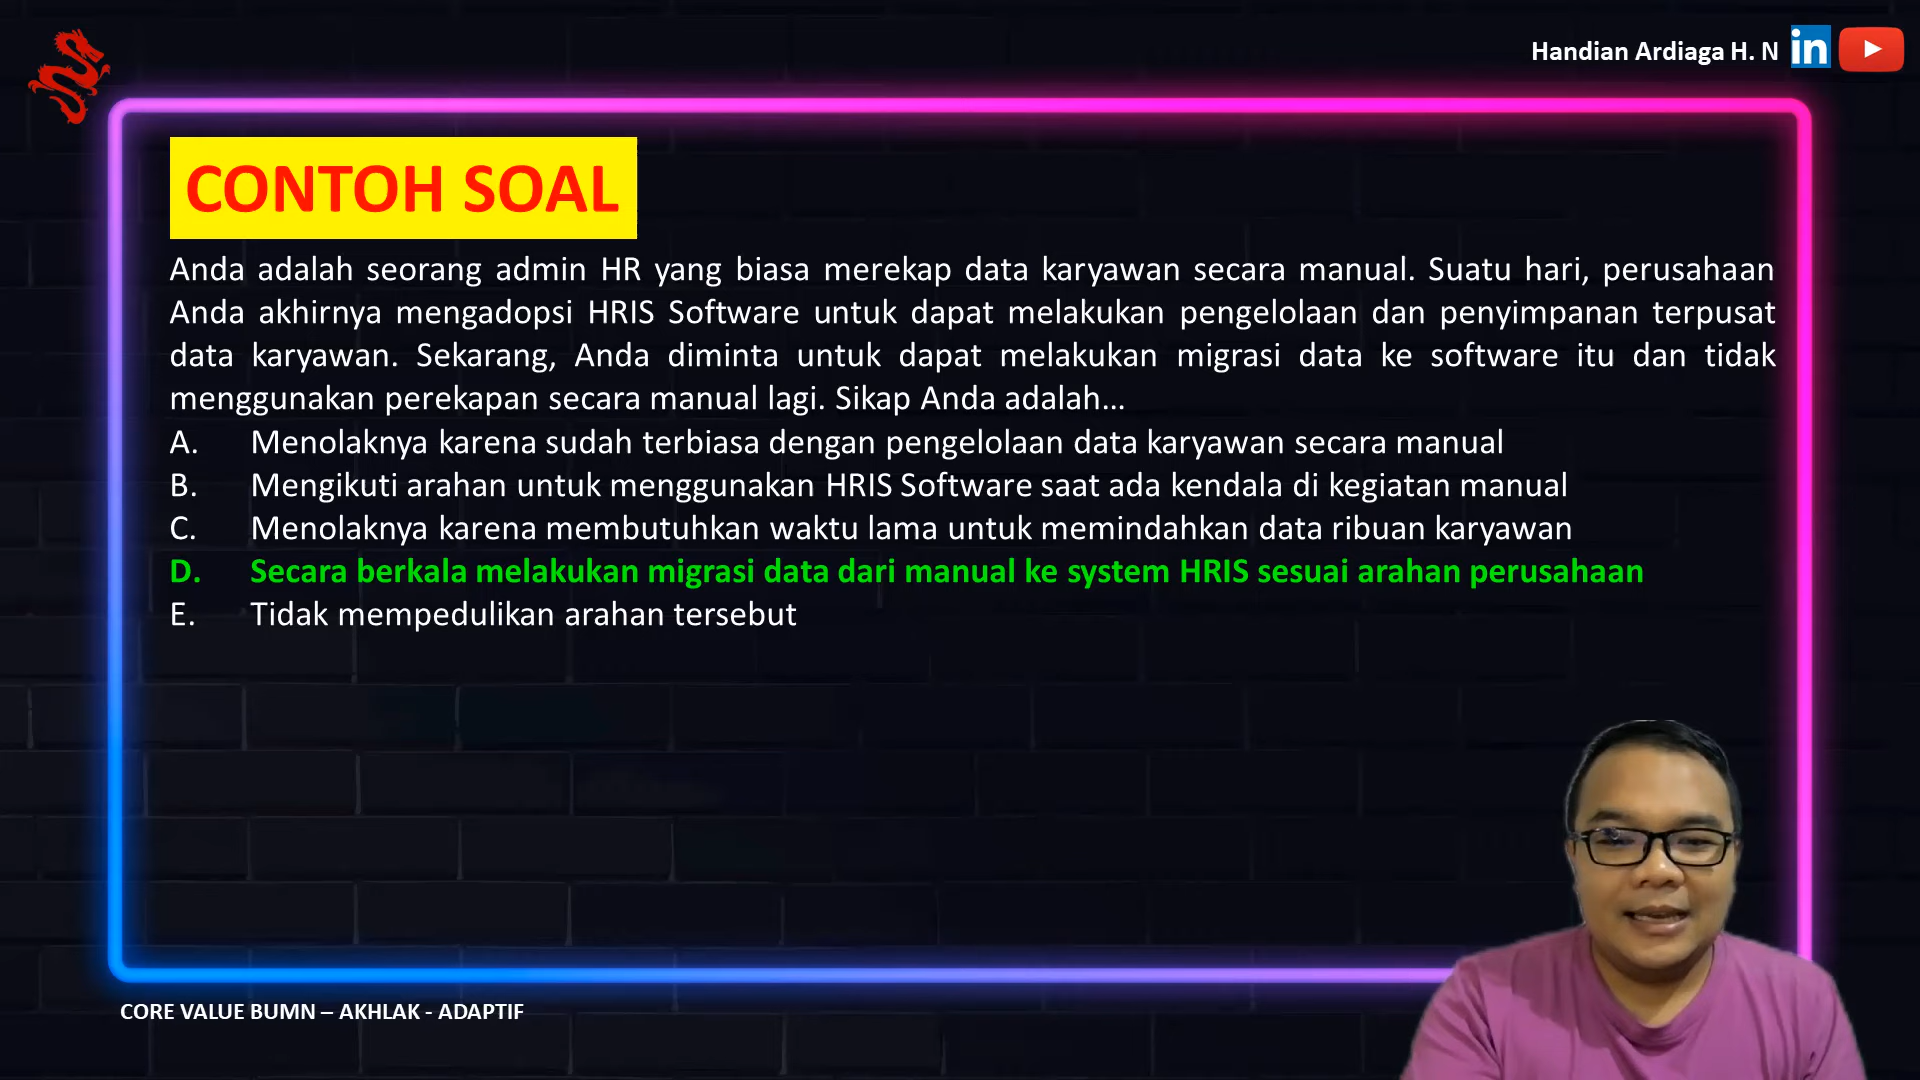 Handian Ardiaga H. N
in
CONTOH SOAL
Anda adalah seorang admin HR yang biasa merekap data karyawan secara manual. Suatu hari, perusahaan
Anda akhirnya mengadopsi HRIS Software untuk dapat melakukan pengelolaan dan penyimpanan terpusat
data karyawan. Sekarang, Anda diminta untuk dapat melakukan migrasi data ke software itu dan tidak
menggunakan perekapan secara manual lagi. Sikap Anda adalah...
A. Menolaknya karena sudah terbiasa dengan pengelolaan data karyawan secara manual
B. Mengikuti arahan untuk menggunakan HRIS Software saat ada kendala di kegiatan manual
C. Menolaknya karena membutuhkan waktu lama untuk memindahkan data ribuan karyawan
D. Secara berkala melakukan migrasi data dari manual ke system HRIS sesuai arahan perusahaan
E. Tidak mempedulikan arahan tersebut
CORE VALUE BUMN – AKHLAK - ADAPTIF